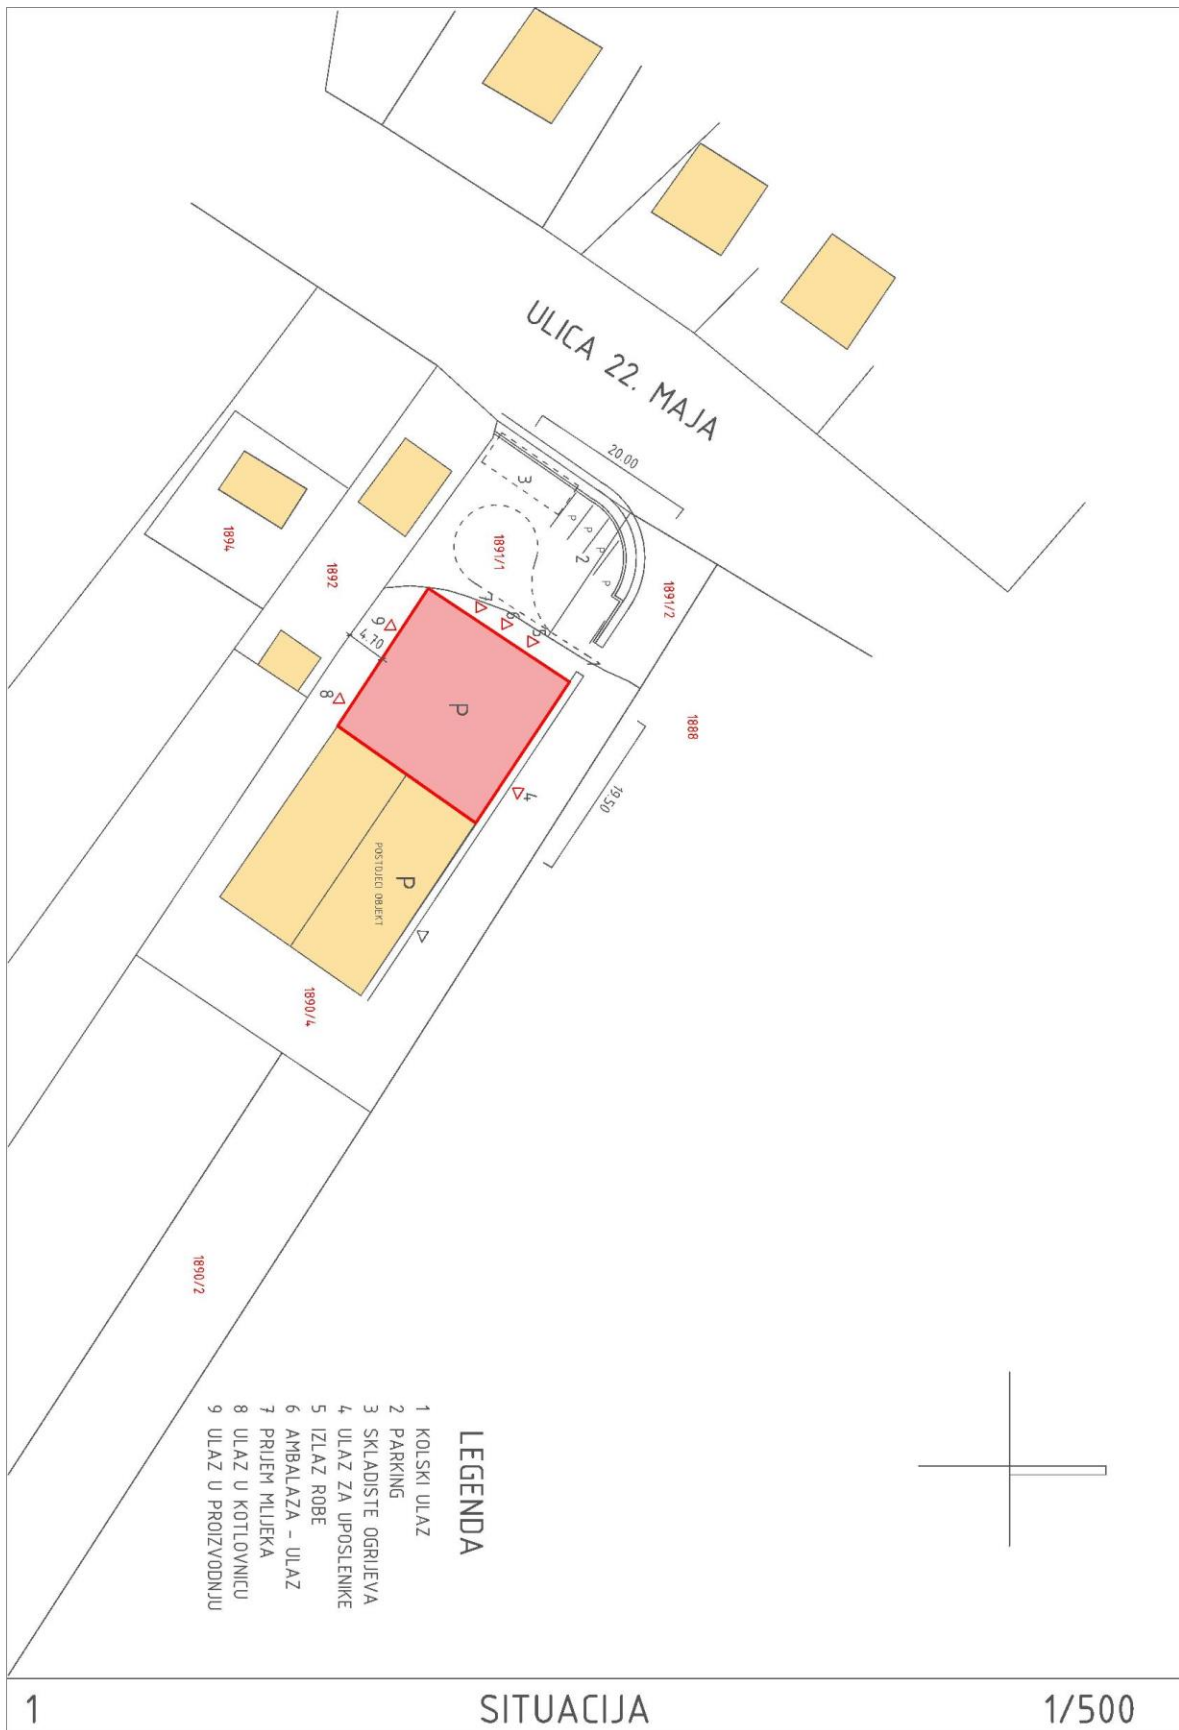 ULICA 22. MAJA
20.00
3
P
P
P
P
2
1891/1
1891/2
1894
1892
7
6
5
1
9
4.70
8
P
1888
4
19.50
P
POSTOJECI OBJEKT
1890/4
1890/2
LEGENDA
1 KOLSKI ULAZ
2 PARKING
3 SKLADISTE OGRIJEVA
4 ULAZ ZA UPOSLENIKE
5 IZLAZ ROBE
6 AMBALAZA - ULAZ
7 PRIJEM MLIJEKA
8 ULAZ U KOTLOVNICU
9 ULAZ U PROIZVODNJU
1 SITUACIJA 1/500